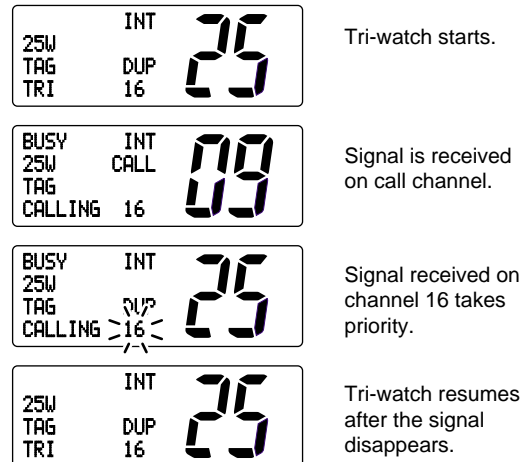 INT
25W
TAG DUP
TRI 16
25
Tri-watch starts.
BUSY INT
25W CALL
TAG
CALLING 16
09
Signal is received
on call channel.
BUSY INT
25W
TAG DUP
CALLING 16
25
Signal received on
channel 16 takes
priority.
INT
25W
TAG DUP
TRI 16
25
Tri-watch resumes
after the signal
disappears.